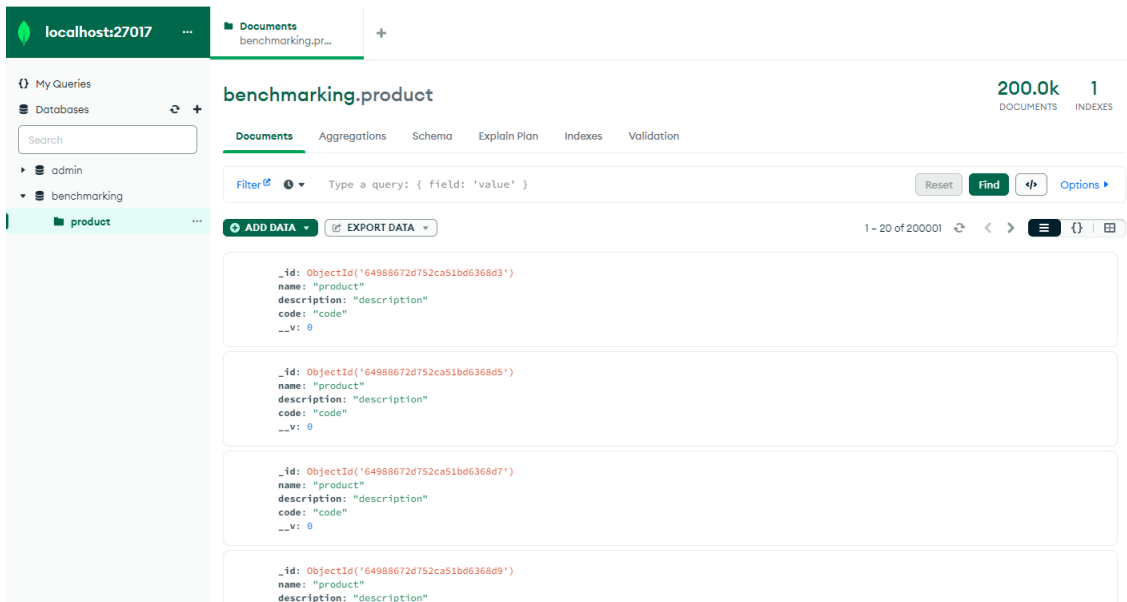 localhost:27017 ...
Documents
benchmarking.pr...
+
{} My Queries
Databases
Search
admin
benchmarking
product ...
benchmarking.product
200.0k
DOCUMENTS
1
INDEXES
Documents Aggregations Schema Explain Plan Indexes Validation
Filter Type a query: { field: 'value' } Reset Find </> Options
ADD DATA EXPORT DATA 1 – 20 of 200001 {}
_id: ObjectId('64988672d752ca51bd6368d3')
name: "product"
description: "description"
code: "code"
__v: 0
_id: ObjectId('64988672d752ca51bd6368d5')
name: "product"
description: "description"
code: "code"
__v: 0
_id: ObjectId('64988672d752ca51bd6368d7')
name: "product"
description: "description"
code: "code"
__v: 0
_id: ObjectId('64988672d752ca51bd6368d9')
name: "product"
description: "description"